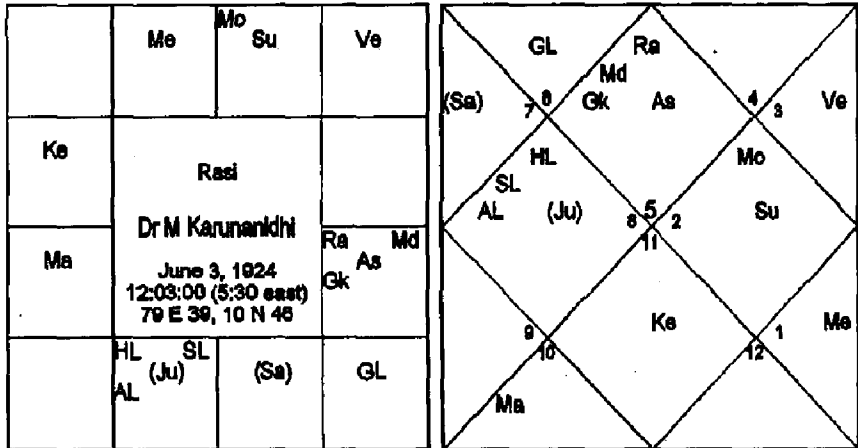 Me
Mo
Su
Ve
Ke
Rasi
Dr M Karunanidhi
June 3, 1924
12:03:00 (5:30 east)
79 E 39, 10 N 46
Ma
Ra Md
As
Gk
HL SL
(Ju)
AL
(Sa)
GL
GL
Ra
Md
(Sa)
Gk
As
Ve
7 6
4 3
HL
SL
AL
(Ju)
Mo
Su
8 5 2
11
Ke
Me
9
10
12 1
Ma